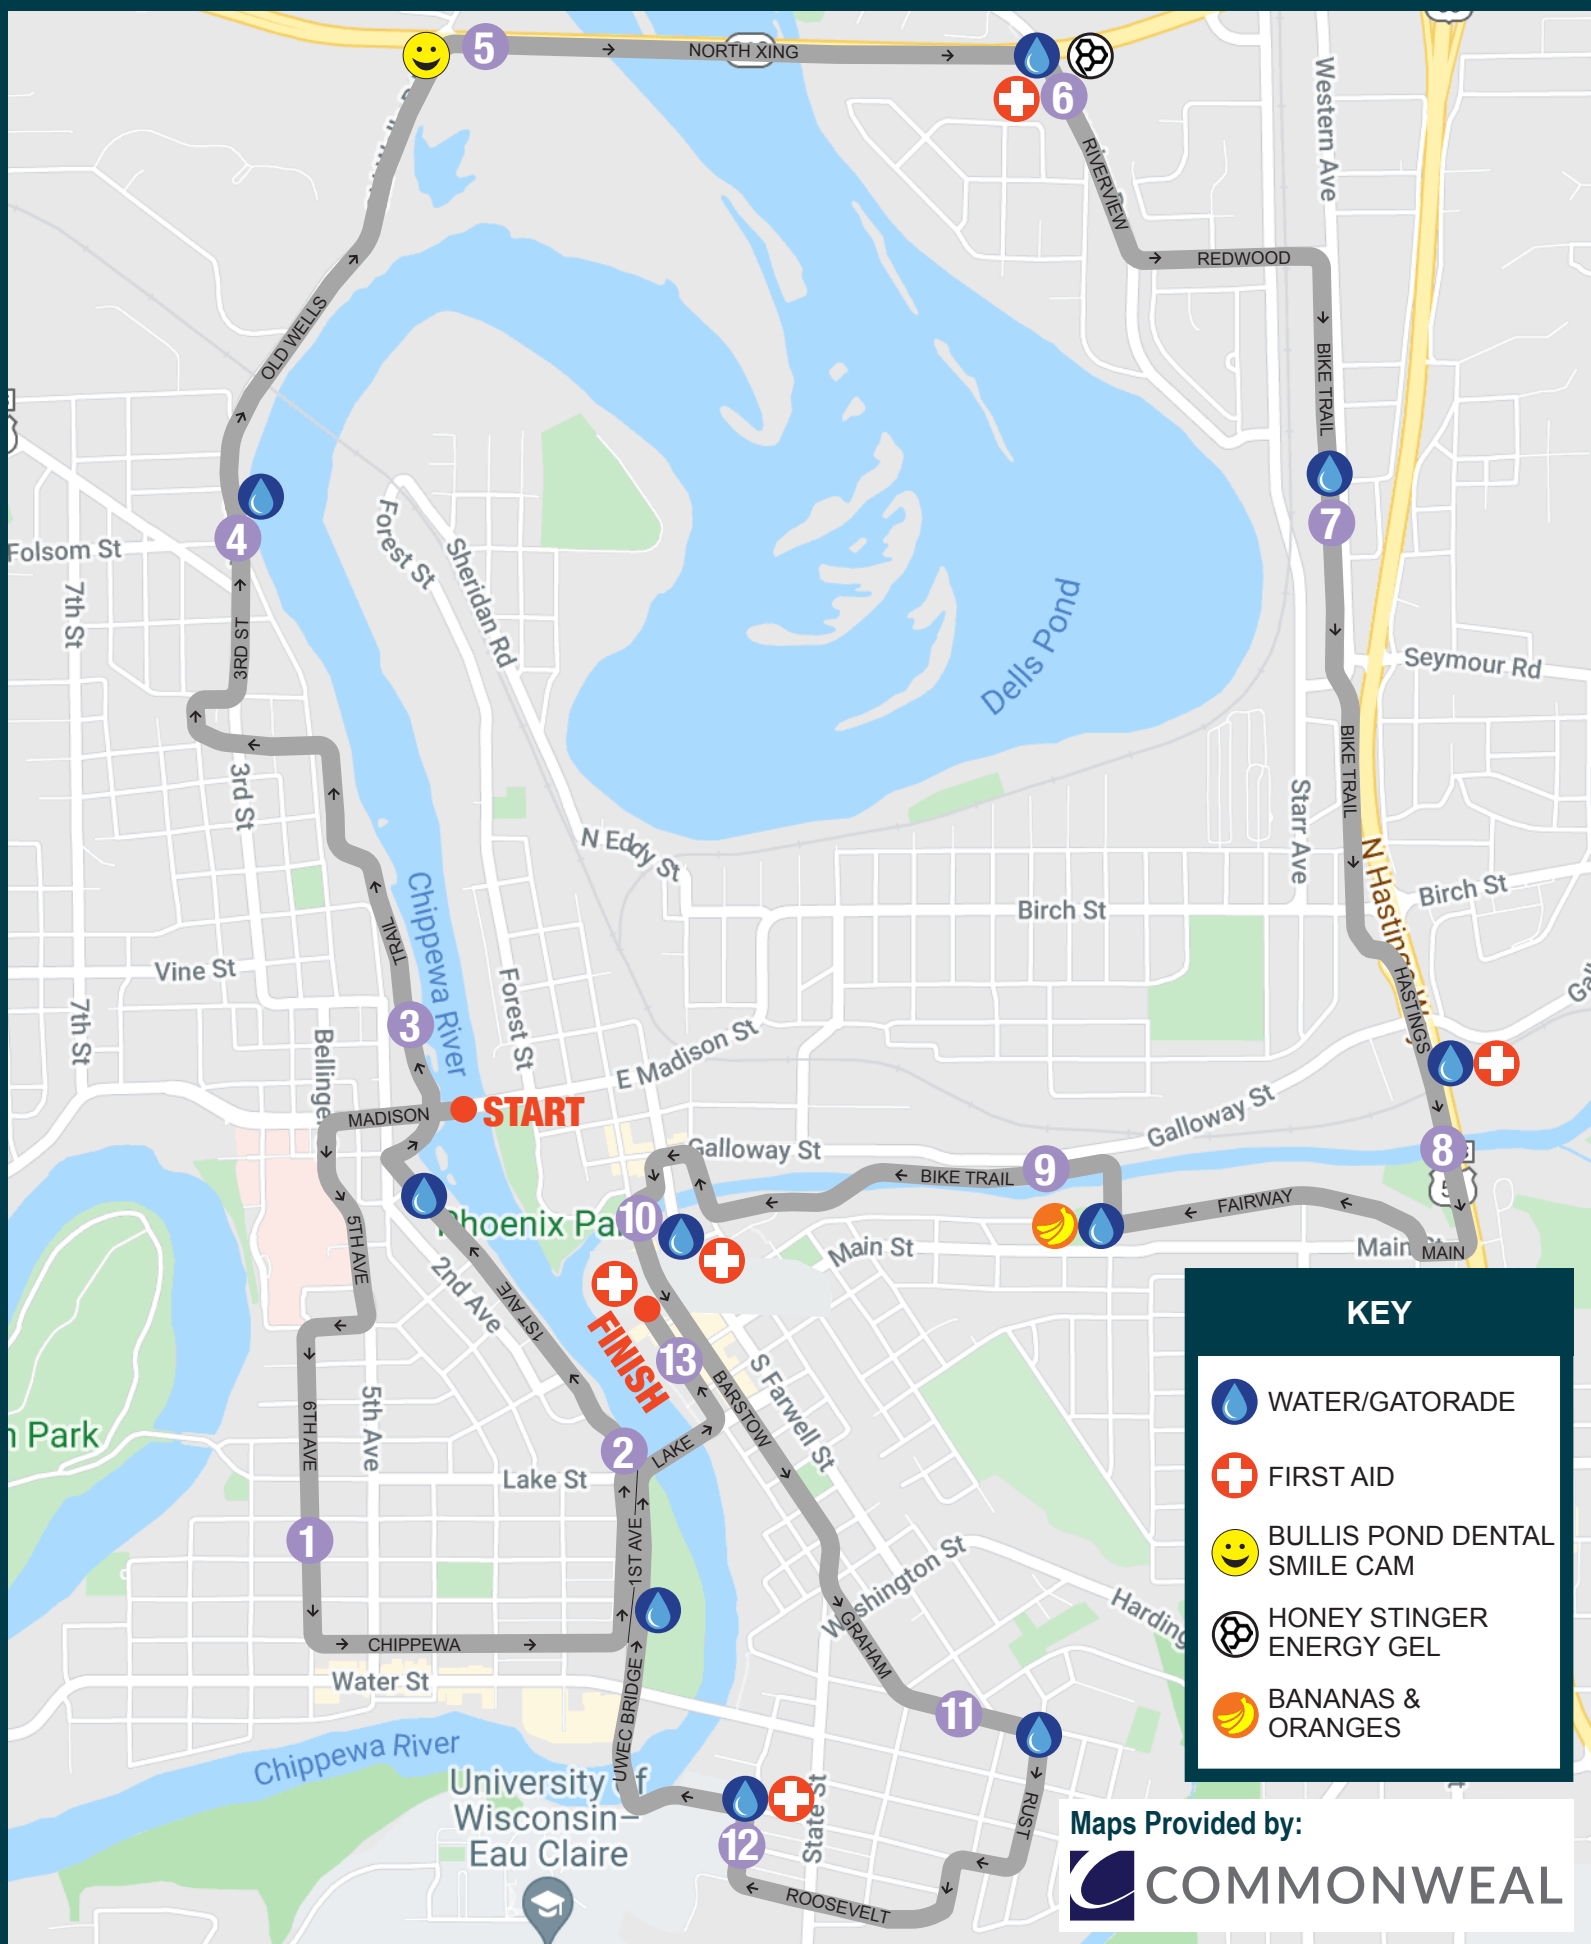 5
NORTH XING
6
RIVERVIEW
Western Ave
REDWOOD
OLD WELLS
BIKE TRAIL
4
7
Folsom St
7th St
Forest St
Sheridan Rd
3RD ST
Dells Pond
Seymour Rd
BIKE TRAIL
3rd St
Starr Ave
N Eddy St
N Hastings
Birch St
Birch St
Chippewa River
TRAIL
Vine St
HASTINGS
7th St
Forest St
3
Bellinge
E Madison St
MADISON
START
Galloway St
Galloway St
8
9
BIKE TRAIL
FAIRWAY
5TH AVE
Phoenix Pa
10
Main St
Main
MAIN
2nd Ave
1ST AVE
FINISH
13
BARSTOW
S Farwell St
6TH AVE
5th Ave
n Park
2
LAKE
Lake St
1
1ST AVE
CHIPPEWA
Water St
Washington St
Harding
GRAHAM
11
UWEC BRIDGE
Chippewa River
University of
Wisconsin–
Eau Claire
12
State St
RUST
ROOSEVELT
KEY
WATER/GATORADE
FIRST AID
BULLIS POND DENTAL
SMILE CAM
HONEY STINGER
ENERGY GEL
BANANAS &
ORANGES
Maps Provided by:
COMMONWEAL